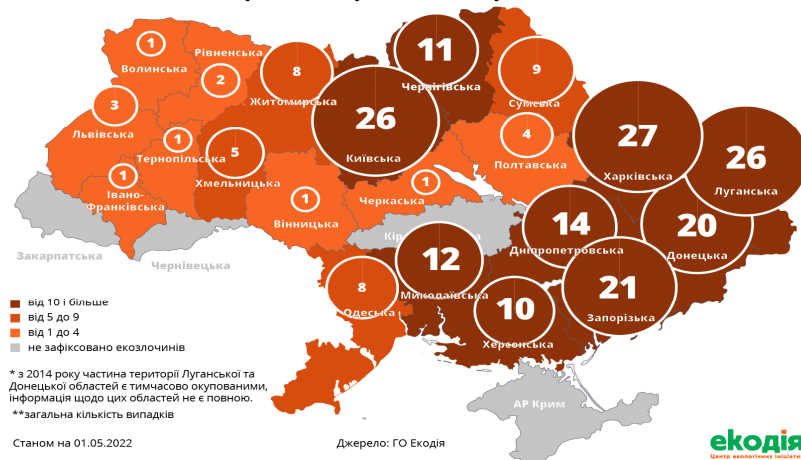 1
Волинська
Рівненська
2
8
Житомирська
11
Чернігівська
9
Сумська
3
Львівська
1
Тернопільська
5
Хмельницька
26
Київська
4
Полтавська
27
Харківська
26
Луганська
1
Івано-
Франківська
1
Вінницька
1
Черкаська
14
Дніпропетровська
20
Донецька
Закарпатська
Чернівецька
12
Миколаївська
21
Запорізька
8
Одеська
10
Херсонська
від 10 і більше
від 5 до 9
від 1 до 4
не зафіксовано екозлочинів
* з 2014 року частина території Луганської та
Донецької областей є тимчасово окупованими,
інформація щодо цих областей не є повною.
**загальна кількість випадків
АР Крим
Станом на 01.05.2022
Джерело: ГО Екодія
екодія
Центр екологічних ініціатив